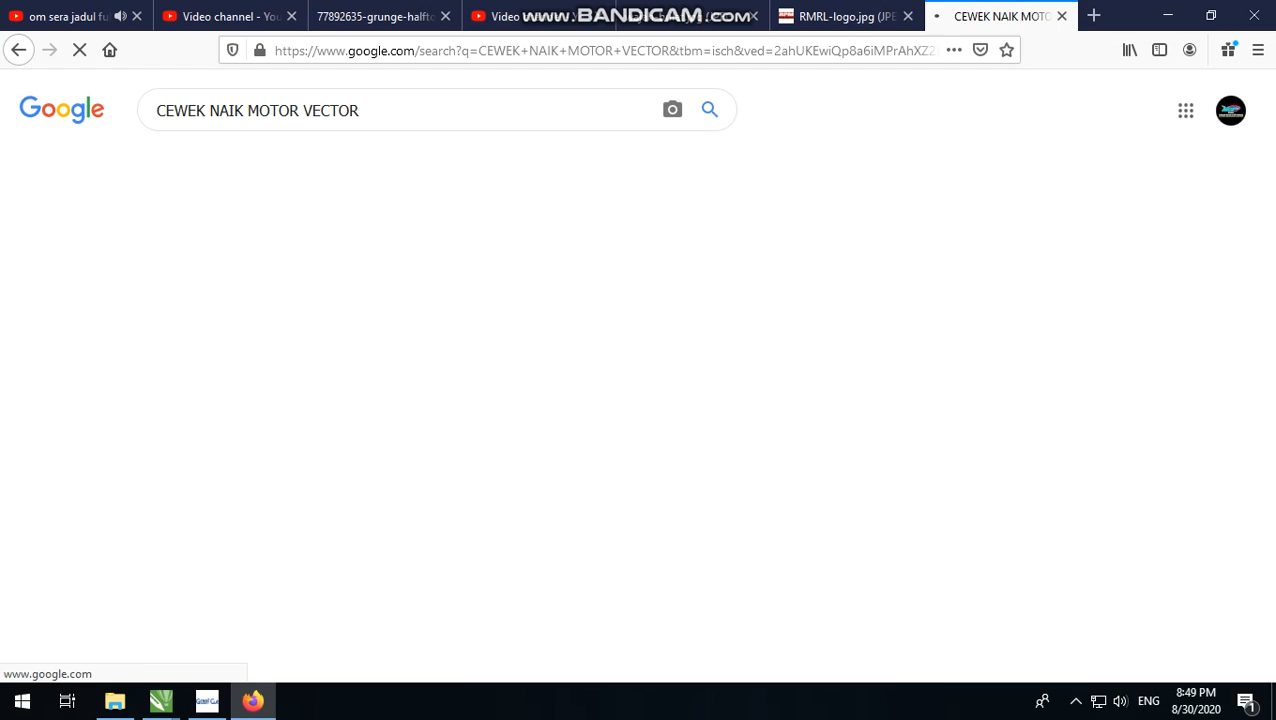 om sera jadul fu
Video channel - You
77892635-grunge-halfto
Video
RMRL-logo.jpg (JPE
CEWEK NAIK MOTO
www.BANDICAM.com
https://www.google.com/search?q=CEWEK+NAIK+MOTOR+VECTOR&tbm=isch&ved=2ahUKEwiQp8a6iMPrAhXZ2
Google
CEWEK NAIK MOTOR VECTOR
www.google.com
ENG
8:49 PM
8/30/2020
1